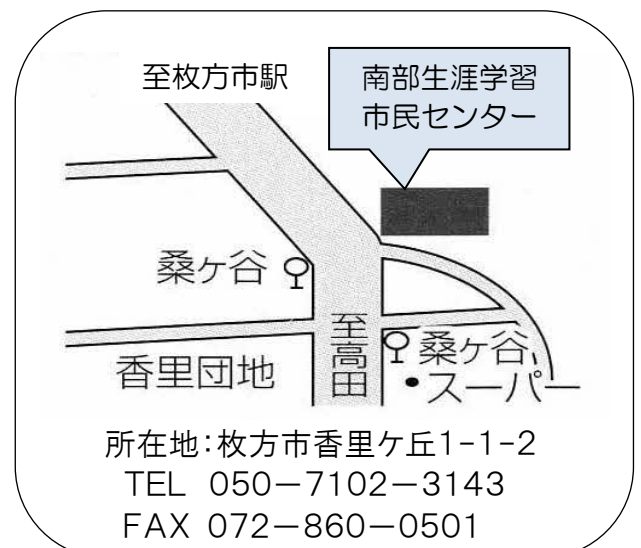 至枚方市駅
南部生涯学習
市民センター
桑ヶ谷
至高田
桑ヶ谷
香里団地
・スーパー
所在地:枚方市香里ケ丘1-1-2
TEL 050-7102-3143
FAX 072-860-0501